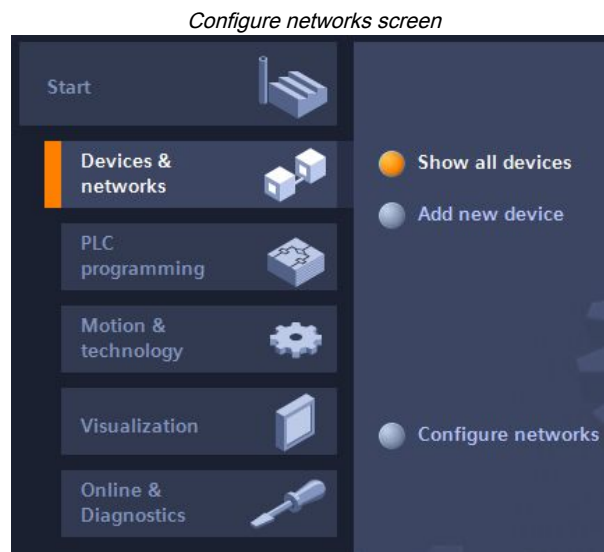 Configure networks screen
Start
Devices &
networks
PLC
programming
Motion &
technology
Visualization
Online &
Diagnostics
Show all devices
Add new device
Configure networks